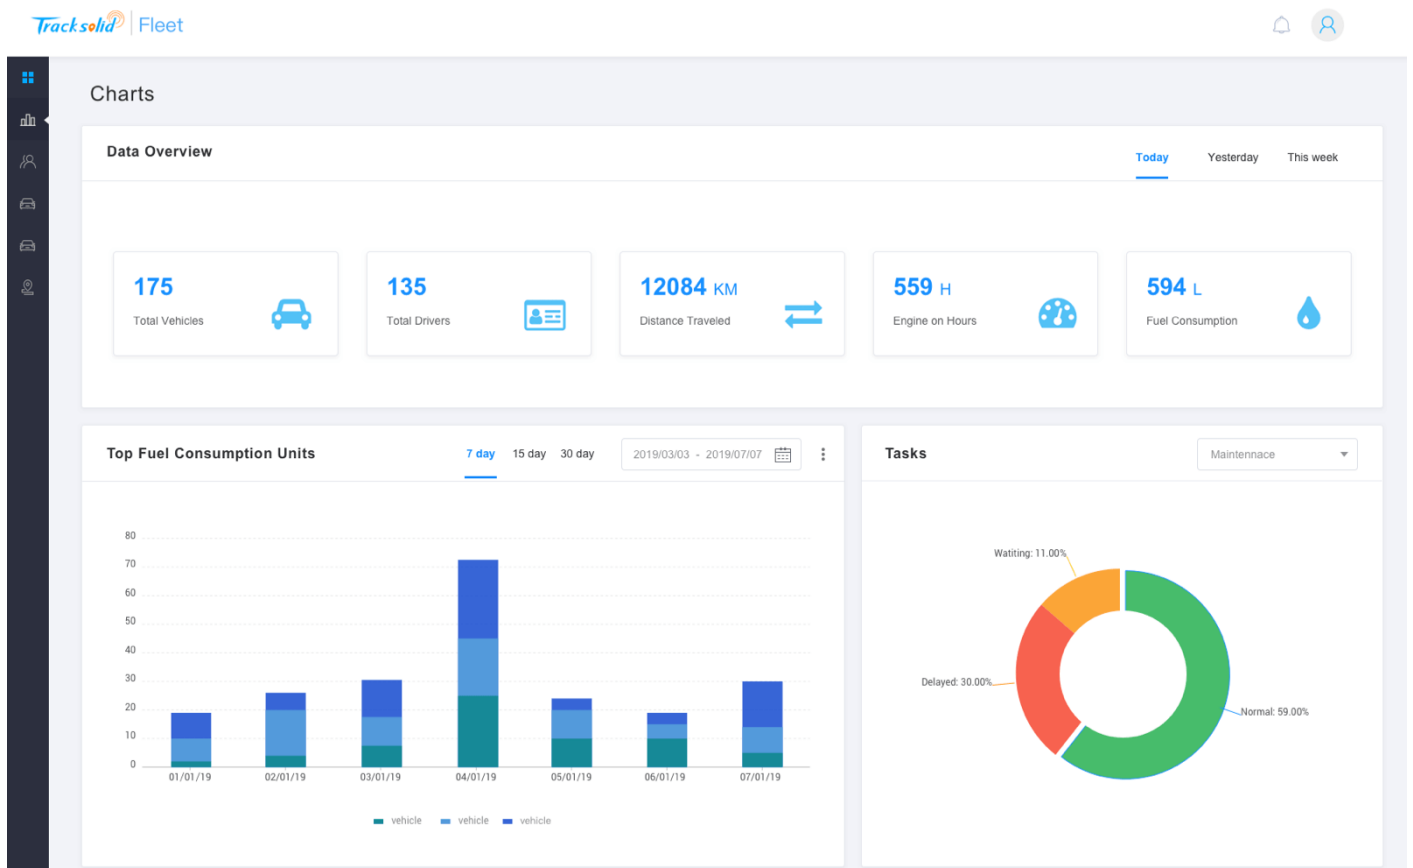 Tracksolid Fleet
Charts
Data Overview
Today Yesterday This week
175
Total Vehicles
135
Total Drivers
12084 KM
Distance Traveled
559 H
Engine on Hours
594 L
Fuel Consumption
Top Fuel Consumption Units
7 day 15 day 30 day
2019/03/03 - 2019/07/07
80
70
60
50
40
30
20
10
0
01/01/19 02/01/19 03/01/19 04/01/19 05/01/19 06/01/19 07/01/19
vehicle vehicle vehicle
Tasks
Maintennace
Watiting: 11.00%
Delayed: 30.00%
Normal: 59.00%